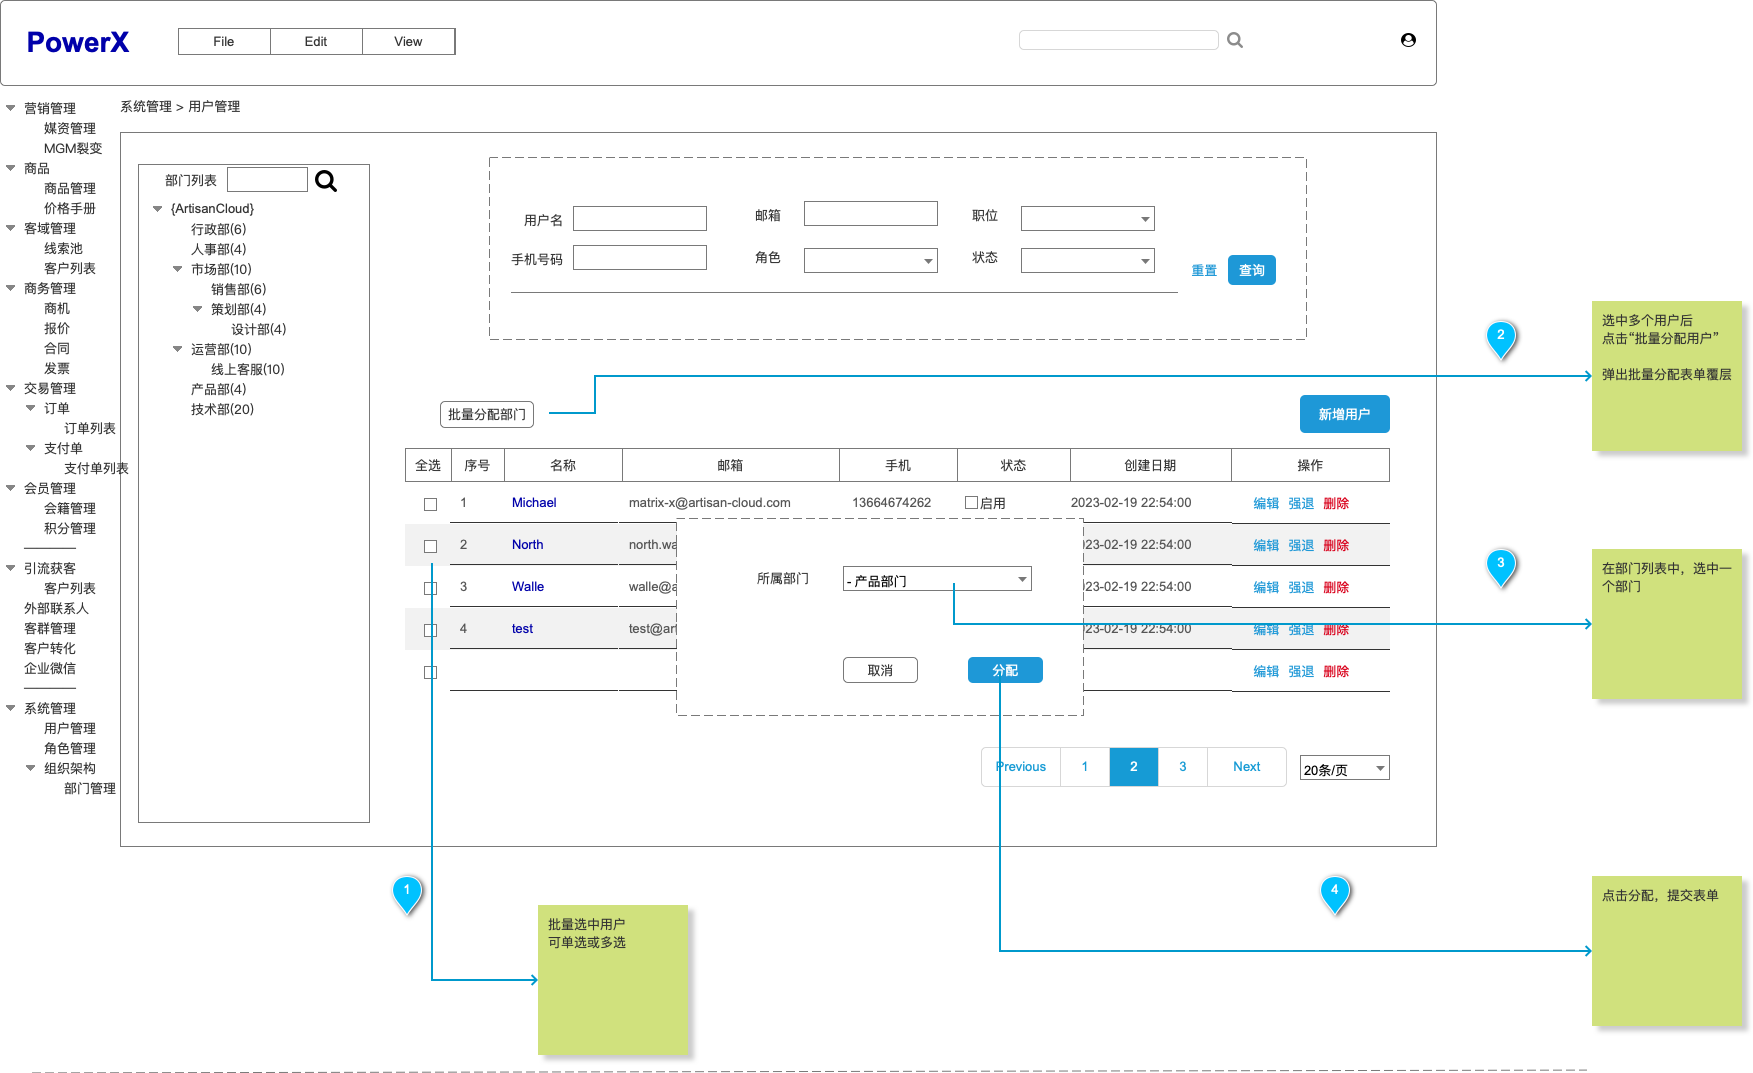 PowerX
File
Edit
View
系统管理 > 用户管理
营销管理
媒资管理
MGM裂变
商品
商品管理
价格手册
客域管理
线索池
客户列表
商务管理
商机
报价
合同
发票
交易管理
订单
订单列表
支付单
支付单列表
会员管理
会籍管理
积分管理
引流获客
客户列表
外部联系人
客群管理
客户转化
企业微信
系统管理
用户管理
角色管理
组织架构
部门管理
部门列表
{ArtisanCloud}
行政部(6)
人事部(4)
市场部(10)
销售部(6)
策划部(4)
设计部(4)
运营部(10)
线上客服(10)
产品部(4)
技术部(20)
用户名
邮箱
职位
手机号码
角色
状态
重置
查询
批量分配部门
新增用户
全选 序号 名称 邮箱 手机 状态 创建日期 操作
1 Michael matrix-x@artisan-cloud.com 13664674262 启用 2023-02-19 22:54:00 编辑 强退 删除
2 North north.wa 23-02-19 22:54:00 编辑 强退 删除
3 Walle walle@a 23-02-19 22:54:00 编辑 强退 删除
4 test test@art 23-02-19 22:54:00 编辑 强退 删除
编辑 强退 删除
所属部门
- 产品部门
取消
分配
Previous 1 2 3 Next
20条/页
1
批量选中用户
可单选或多选
2
选中多个用户后
点击“批量分配用户”
弹出批量分配表单覆层
3
在部门列表中，选中一
个部门
4
点击分配，提交表单